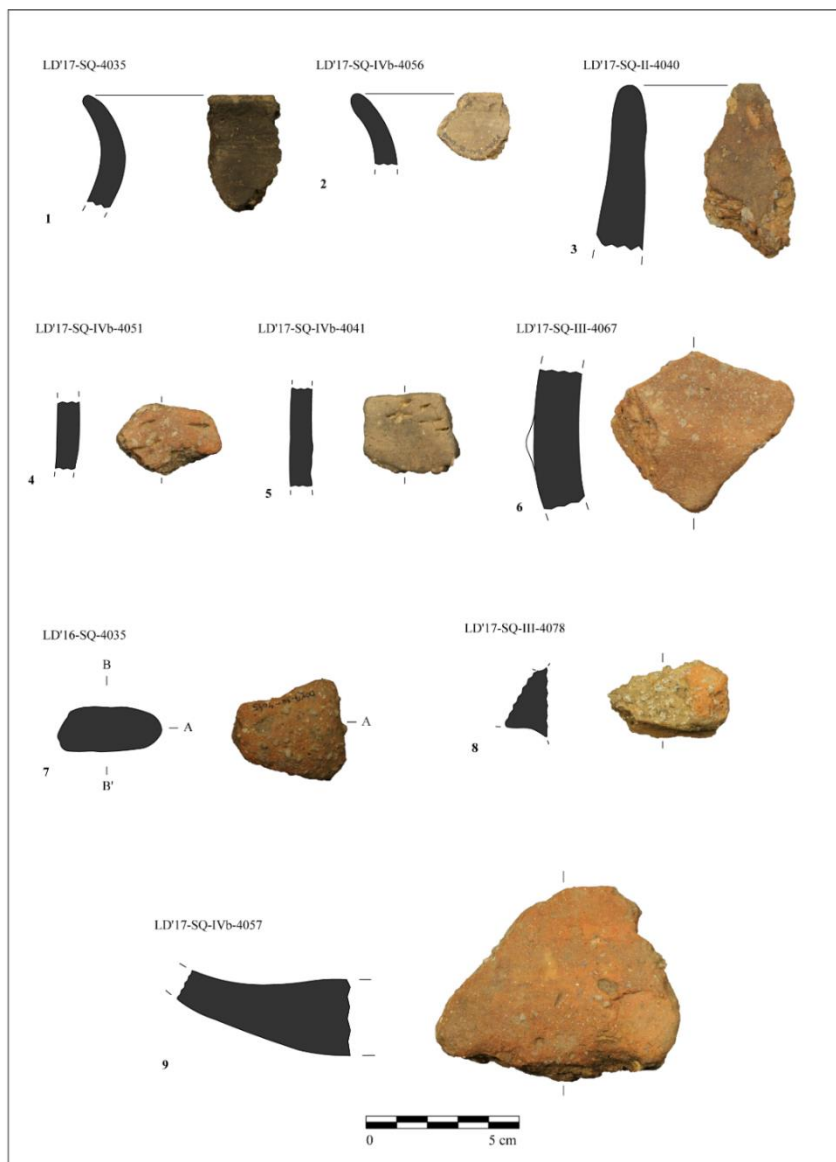 LD'17-SQ-4035
LD'17-SQ-IVb-4056
LD'17-SQ-II-4040
1
2
3
LD'17-SQ-IVb-4051
LD'17-SQ-IVb-4041
LD'17-SQ-III-4067
4
5
6
LD'16-SQ-4035
LD'17-SQ-III-4078
B
A
A
7
B'
8
LD'17-SQ-IVb-4057
9
0 5 cm